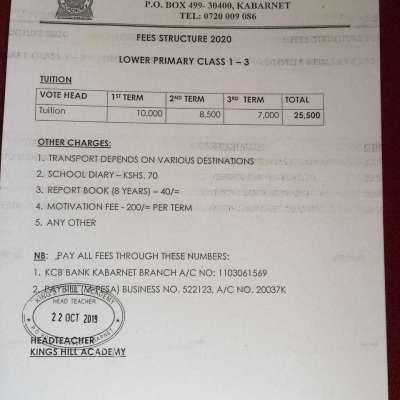 P.O. BOX 499- 30400, KABARNET
TEL: 0720 009 086
FEES STRUCTURE 2020
LOWER PRIMARY CLASS 1 – 3
TUITION
VOTE HEAD 1ST TERM 2ND TERM 3RD TERM TOTAL
Tuition 10,000 8,500 7,000 25,500
OTHER CHARGES:
1. TRANSPORT DEPENDS ON VARIOUS DESTINATIONS
2. SCHOOL DIARY – KSHS. 70
3. REPORT BOOK (8 YEARS) – 40/=
4. MOTIVATION FEE - 200/= PER TERM
5. ANY OTHER
NB: PAY ALL FEES THROUGH THESE NUMBERS:
1. KCB BANK KABARNET BRANCH A/C NO: 1103061569
2. PAYBILL (M-PESA) BUSINESS NO. 522123, A/C NO. 20037K
KINGS HILL ACADEMY
HEAD TEACHER
22 OCT 2019
HEADTEACHER
KINGS HILL ACADEMY